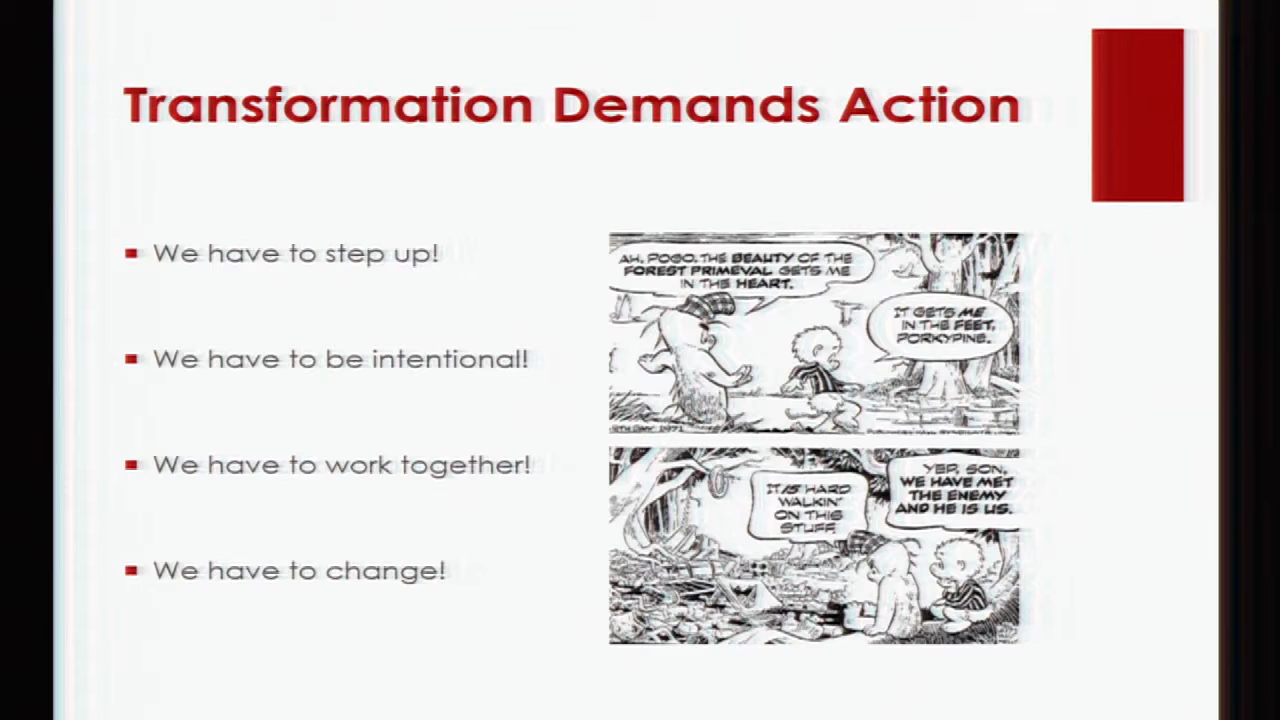 Transformation Demands Action
We have to step up!
We have to be intentional!
We have to work together!
We have to change!
AH, POGO, THE BEAUTY OF THE
FOREST PRIMEVAL GETS ME
IN THE HEART.
IT GETS ME
IN THE FEET,
PORKYPINE.
IT IS HARD
WALKIN'
ON THIS
STUFF.
YEP, SON,
WE HAVE MET
THE ENEMY
AND HE IS US.